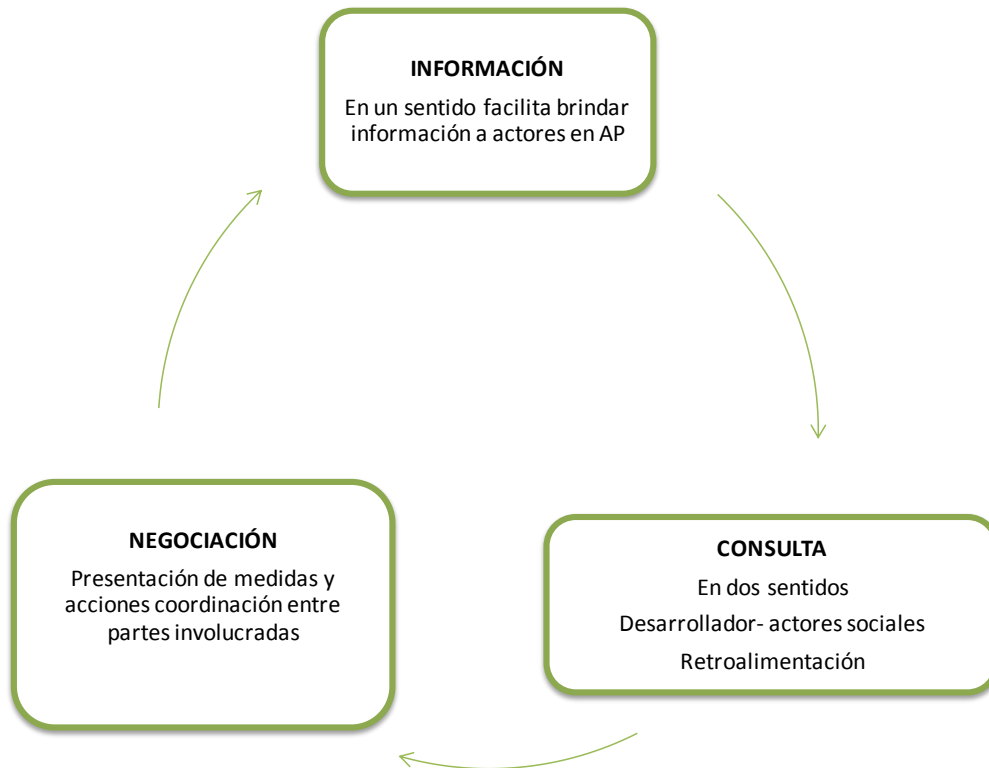 INFORMACIÓN
En un sentido facilita brindar
información a actores en AP
NEGOCIACIÓN
Presentación de medidas y
acciones coordinación entre
partes involucradas
CONSULTA
En dos sentidos
Desarrollador- actores sociales
Retroalimentación